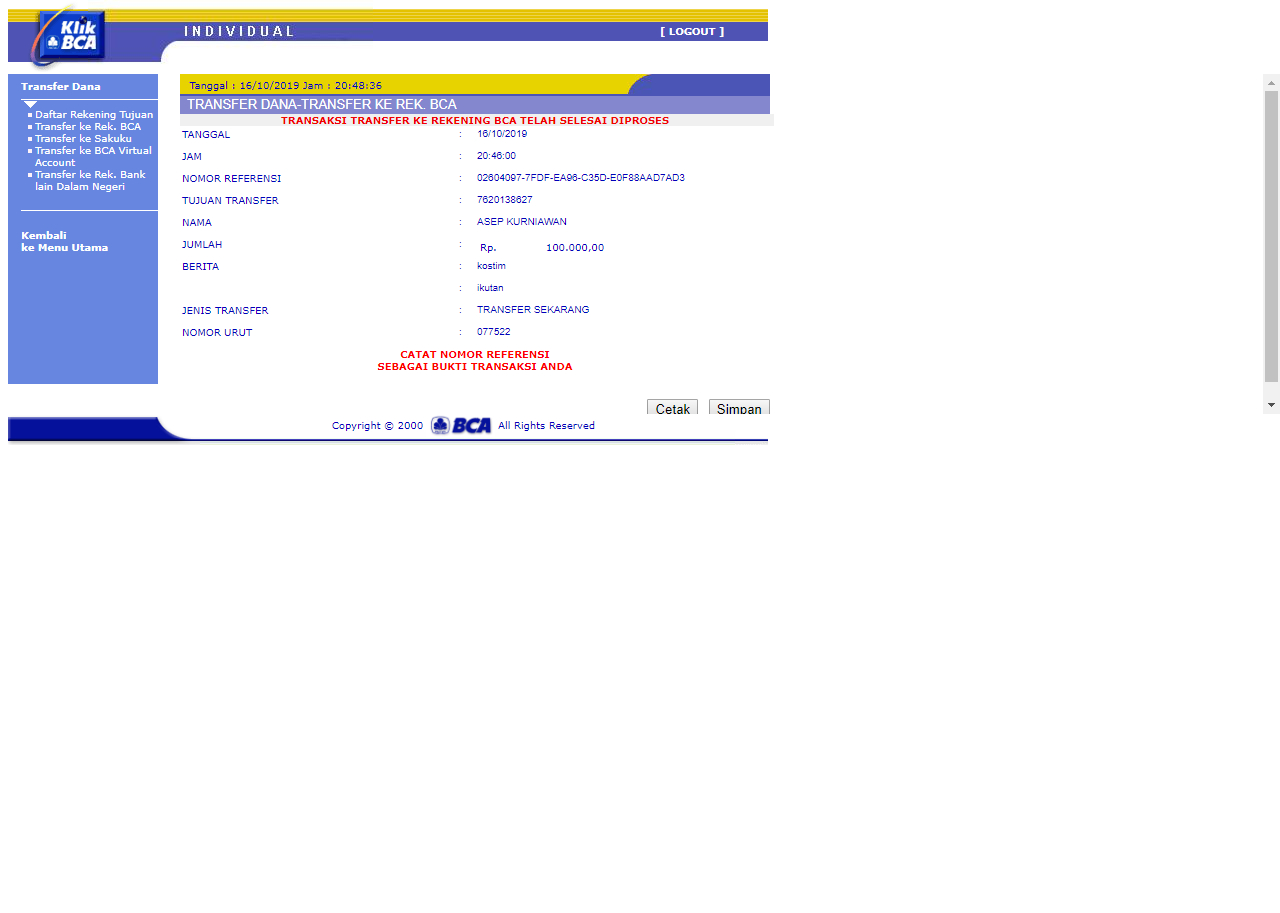 Klik
BCA
INDIVIDUAL
[ LOGOUT ]
Transfer Dana
Daftar Rekening Tujuan
Transfer ke Rek. BCA
Transfer ke Sakuku
Transfer ke BCA Virtual
Account
Transfer ke Rek. Bank
lain Dalam Negeri
Kembali
ke Menu Utama
Tanggal : 16/10/2019 Jam : 20:48:36
TRANSFER DANA-TRANSFER KE REK. BCA
TRANSAKSI TRANSFER KE REKENING BCA TELAH SELESAI DIPROSES
TANGGAL : 16/10/2019
JAM : 20:46:00
NOMOR REFERENSI : 02604097-7FDF-EA96-C35D-E0F88AAD7AD3
TUJUAN TRANSFER : 7620138627
NAMA : ASEP KURNIAWAN
JUMLAH : Rp. 100.000,00
BERITA : kostim
: ikutan
JENIS TRANSFER : TRANSFER SEKARANG
NOMOR URUT : 077522
CATAT NOMOR REFERENSI
SEBAGAI BUKTI TRANSAKSI ANDA
Cetak Simpan
Copyright © 2000 BCA All Rights Reserved